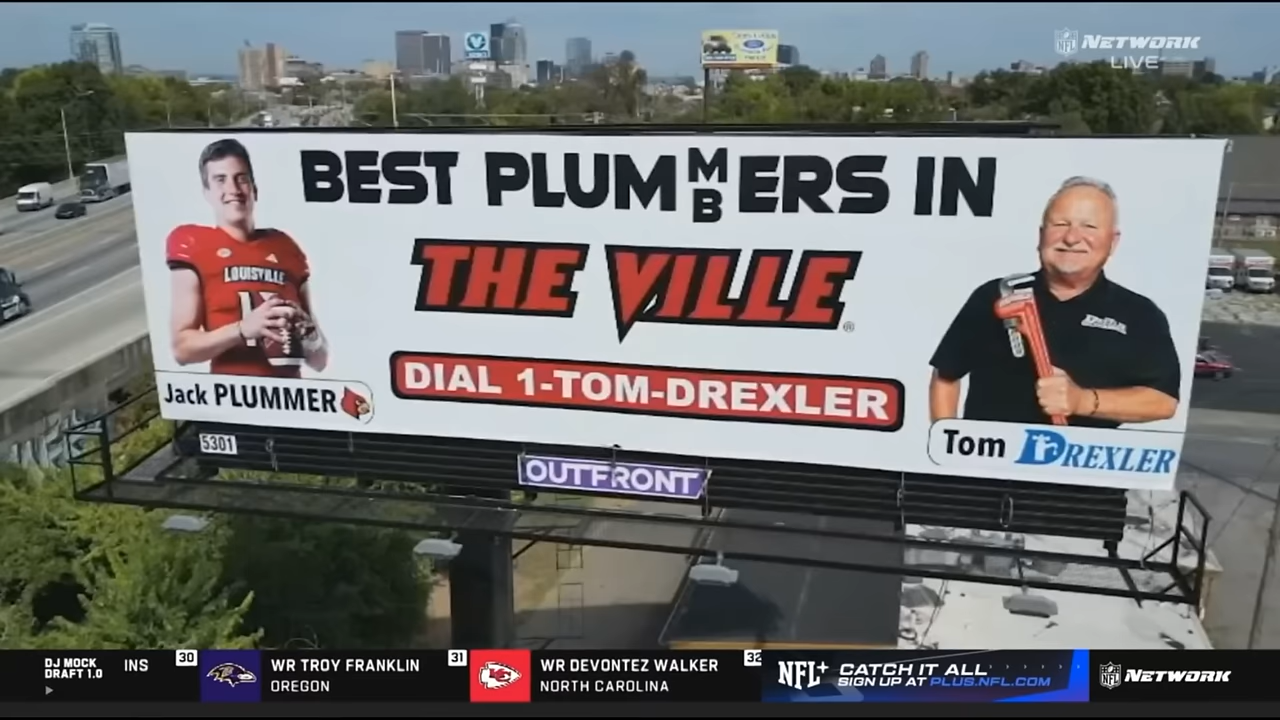 NFL NETWORK
LIVE
BEST PLUMMBERS IN
THE VILLE
®
DIAL 1-TOM-DREXLER
LOUISVILLE
Jack PLUMMER
Tom DREXLER
5301
OUTFRONT
DJ MOCK
DRAFT 1.0
INS
30
WR TROY FRANKLIN
OREGON
31
WR DEVONTEZ WALKER
NORTH CAROLINA
32
NFL+ CATCH IT ALL
SIGN UP AT PLUS.NFL.COM
NFL NETWORK